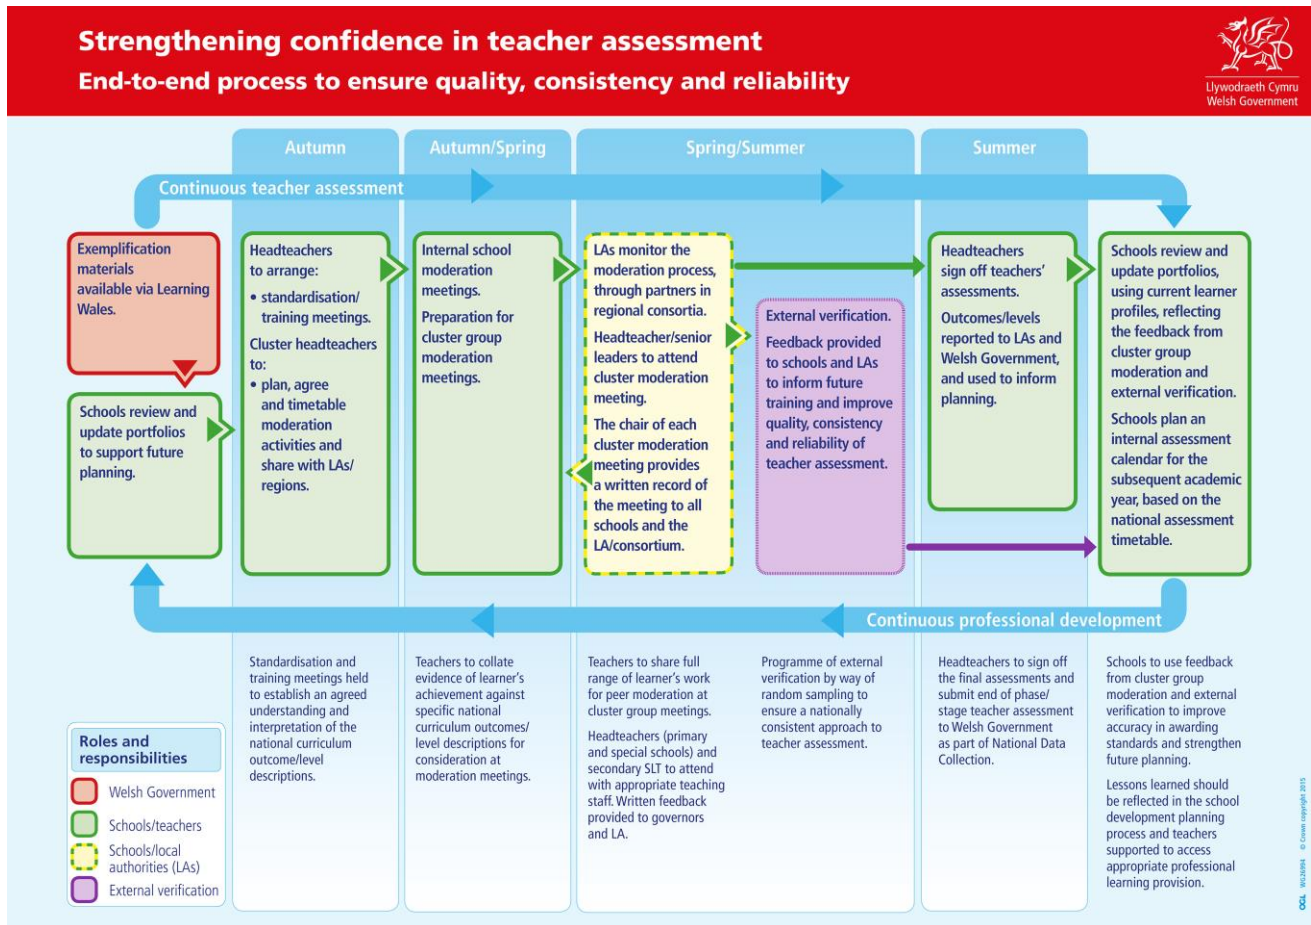 Strengthening confidence in teacher assessment
End-to-end process to ensure quality, consistency and reliability
Llywodraeth Cymru
Welsh Government
Autumn
Autumn/Spring
Spring/Summer
Summer
Continuous teacher assessment
Exemplification
materials
available via Learning
Wales.
Schools review and
update portfolios
to support future
planning.
Headteachers
to arrange:
• standardisation/
training meetings.
Cluster headteachers
to:
• plan, agree
and timetable
moderation
activities and
share with LAs/
regions.
Internal school
moderation
meetings.
Preparation for
cluster group
moderation
meetings.
LAs monitor the
moderation process,
through partners in
regional consortia.
Headteacher/senior
leaders to attend
cluster moderation
meeting.
The chair of each
cluster moderation
meeting provides
a written record of
the meeting to all
schools and the
LA/consortium.
External verification.
Feedback provided
to schools and LAs
to inform future
training and improve
quality, consistency
and reliability of
teacher assessment.
Headteachers
sign off teachers’
assessments.
Outcomes/levels
reported to LAs and
Welsh Government,
and used to inform
planning.
Schools review and
update portfolios,
using current learner
profiles, reflecting
the feedback from
cluster group
moderation and
external verification.
Schools plan an
internal assessment
calendar for the
subsequent academic
year, based on the
national assessment
timetable.
Continuous professional development
Standardisation and
training meetings held
to establish an agreed
understanding and
interpretation of the
national curriculum
outcome/level
descriptions.
Teachers to collate
evidence of learner’s
achievement against
specific national
curriculum outcomes/
level descriptions for
consideration at
moderation meetings.
Teachers to share full
range of learner’s work
for peer moderation at
cluster group meetings.
Headteachers (primary
and special schools) and
secondary SLT to attend
with appropriate teaching
staff. Written feedback
provided to governors
and LA.
Programme of external
verification by way of
random sampling to
ensure a nationally
consistent approach to
teacher assessment.
Headteachers to sign off
the final assessments and
submit end of phase/
stage teacher assessment
to Welsh Government
as part of National Data
Collection.
Schools to use feedback
from cluster group
moderation and external
verification to improve
accuracy in awarding
standards and strengthen
future planning.
Lessons learned should
be reflected in the school
development planning
process and teachers
supported to access
appropriate professional
learning provision.
Roles and
responsibilities
Welsh Government
Schools/teachers
Schools/local
authorities (LAs)
External verification
OGL WG26994 © Crown copyright 2015